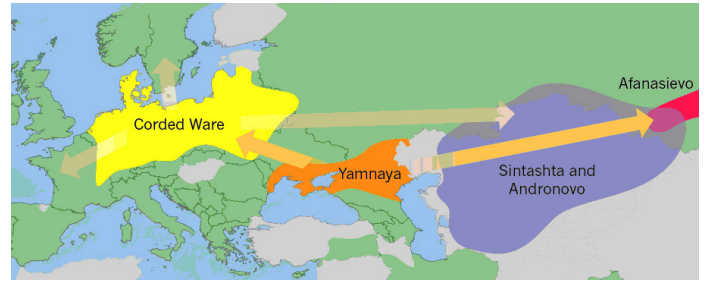 Afanasievo
Corded Ware
Yamnaya
Sintashta and
Andronovo